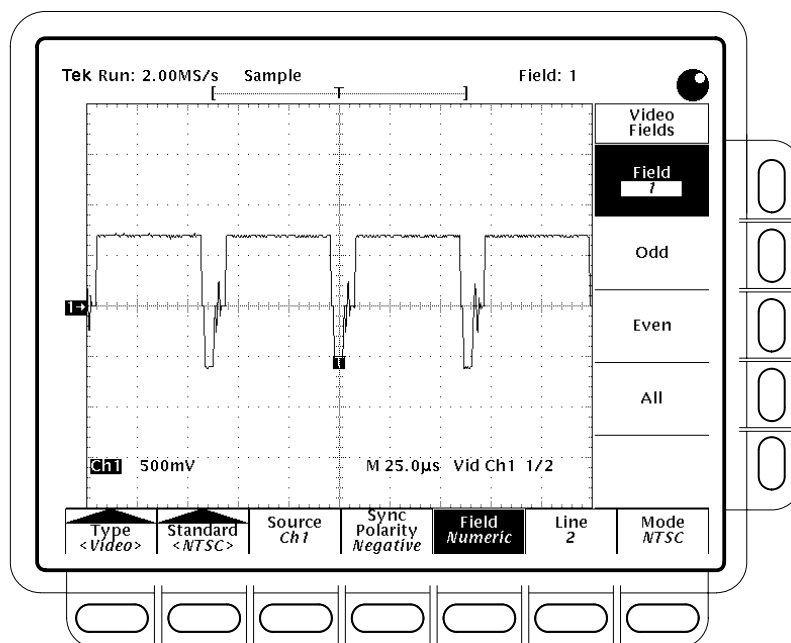 Tek Run: 2.00MS/s Sample Field: 1
[ T ]
Video
Fields
Field
1
Odd
1→
Even
T
All
Ch1 500mV M 25.0µs Vid Ch1 1/2
Type
<Video>
Standard
<NTSC>
Source
Ch1
Sync
Polarity
Negative
Field
Numeric
Line
2
Mode
NTSC